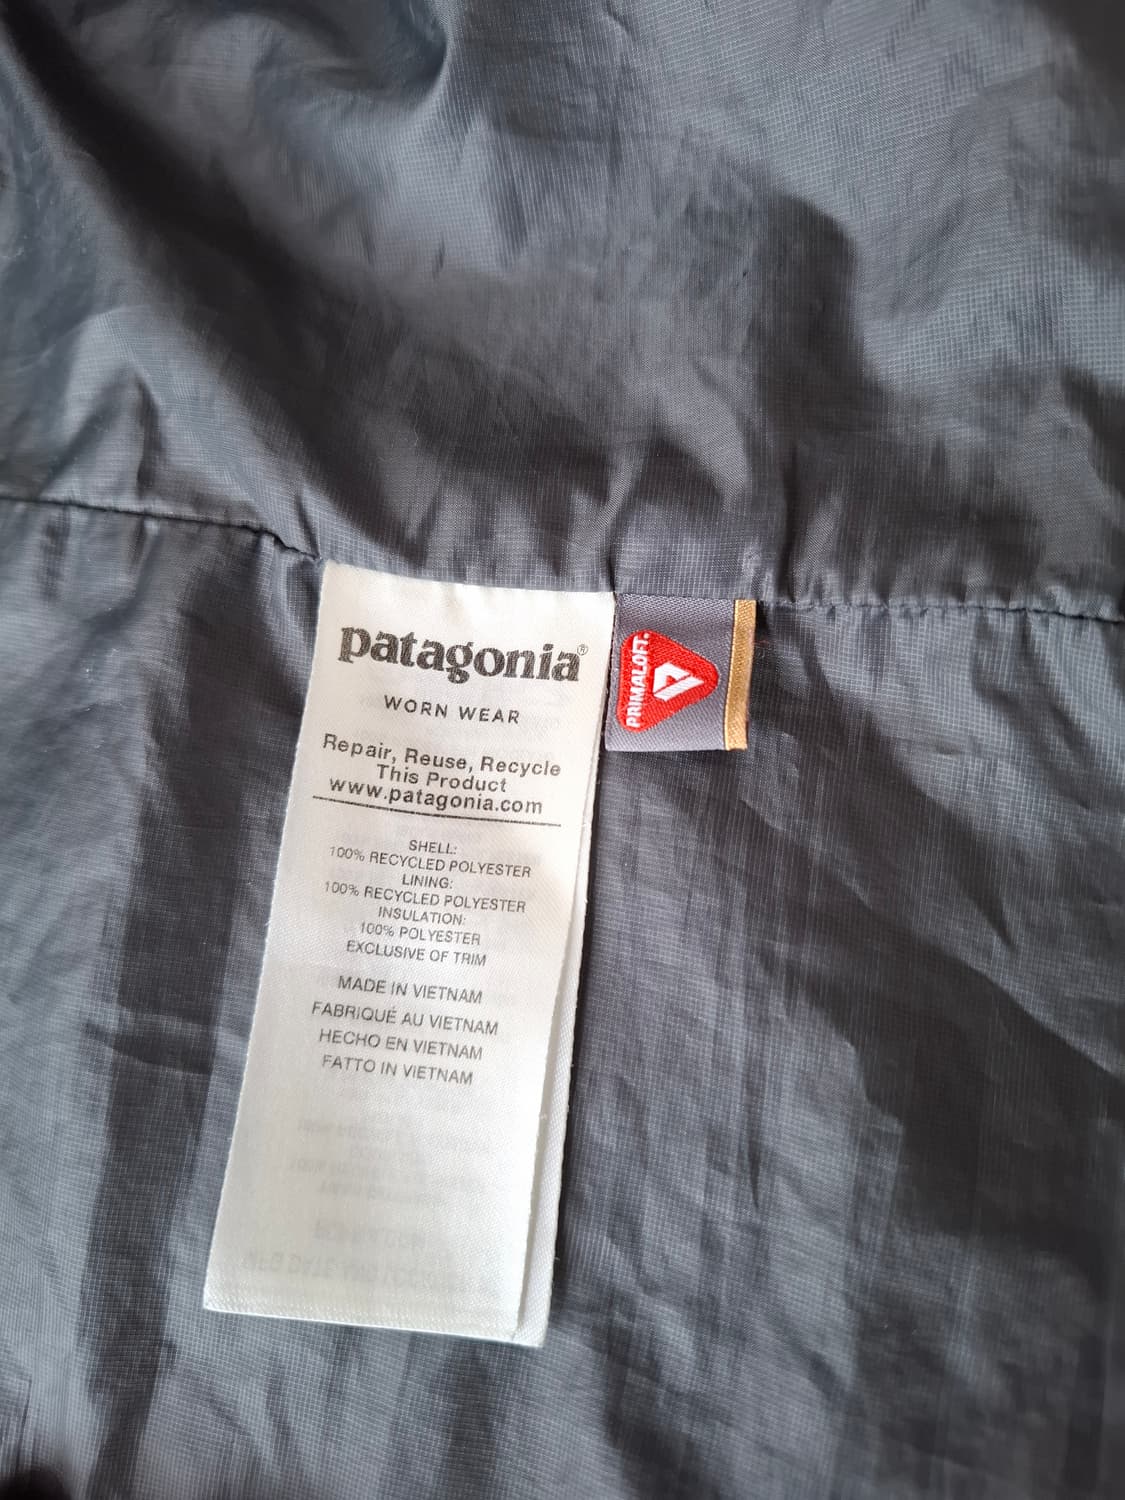 patagonia®
WORN WEAR
Repair, Reuse, Recycle
This Product
www.patagonia.com
SHELL:
100% RECYCLED POLYESTER
LINING:
100% RECYCLED POLYESTER
INSULATION:
100% POLYESTER
EXCLUSIVE OF TRIM
MADE IN VIETNAM
FABRIQUÉ AU VIETNAM
HECHO EN VIETNAM
FATTO IN VIETNAM
PRIMALOFT®